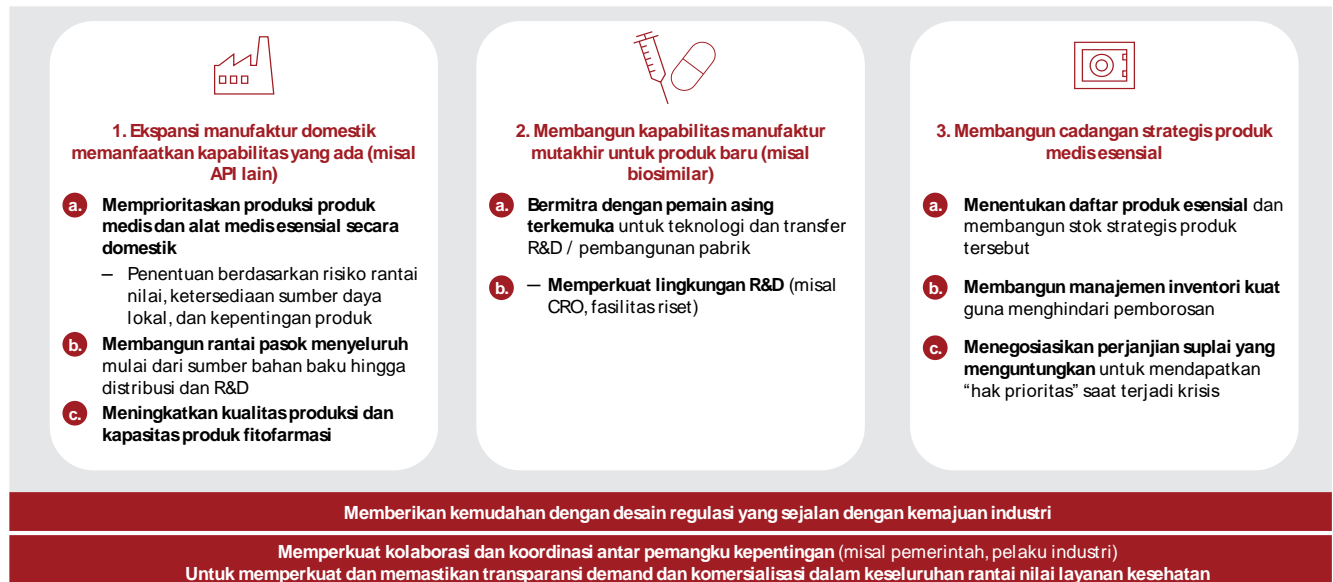 1. Ekspansi manufaktur domestik
memanfaatkan kapabilitas yang ada (misal
API lain)
a. Memprioritaskan produksi produk
medis dan alat medis esensial secara
domestik
– Penentuan berdasarkan risiko rantai
nilai, ketersediaan sumber daya
lokal, dan kepentingan produk
b. Membangun rantai pasok menyeluruh
mulai dari sumber bahan baku hingga
distribusi dan R&D
c. Meningkatkan kualitas produksi dan
kapasitas produk fitofarmasi
2. Membangun kapabilitas manufaktur
mutakhir untuk produk baru (misal
biosimilar)
a. Bermitra dengan pemain asing
terkemuka untuk teknologi dan transfer
R&D / pembangunan pabrik
b. – Memperkuat lingkungan R&D (misal
CRO, fasilitas riset)
3. Membangun cadangan strategis produk
medis esensial
a. Menentukan daftar produk esensial dan
membangun stok strategis produk
tersebut
b. Membangun manajemen inventori kuat
guna menghindari pemborosan
c. Menegosiasikan perjanjian suplai yang
menguntungkan untuk mendapatkan
“hak prioritas” saat terjadi krisis
Memberikan kemudahan dengan desain regulasi yang sejalan dengan kemajuan industri
Memperkuat kolaborasi dan koordinasi antar pemangku kepentingan (misal pemerintah, pelaku industri)
Untuk memperkuat dan memastikan transparansi demand dan komersialisasi dalam keseluruhan rantai nilai layanan kesehatan